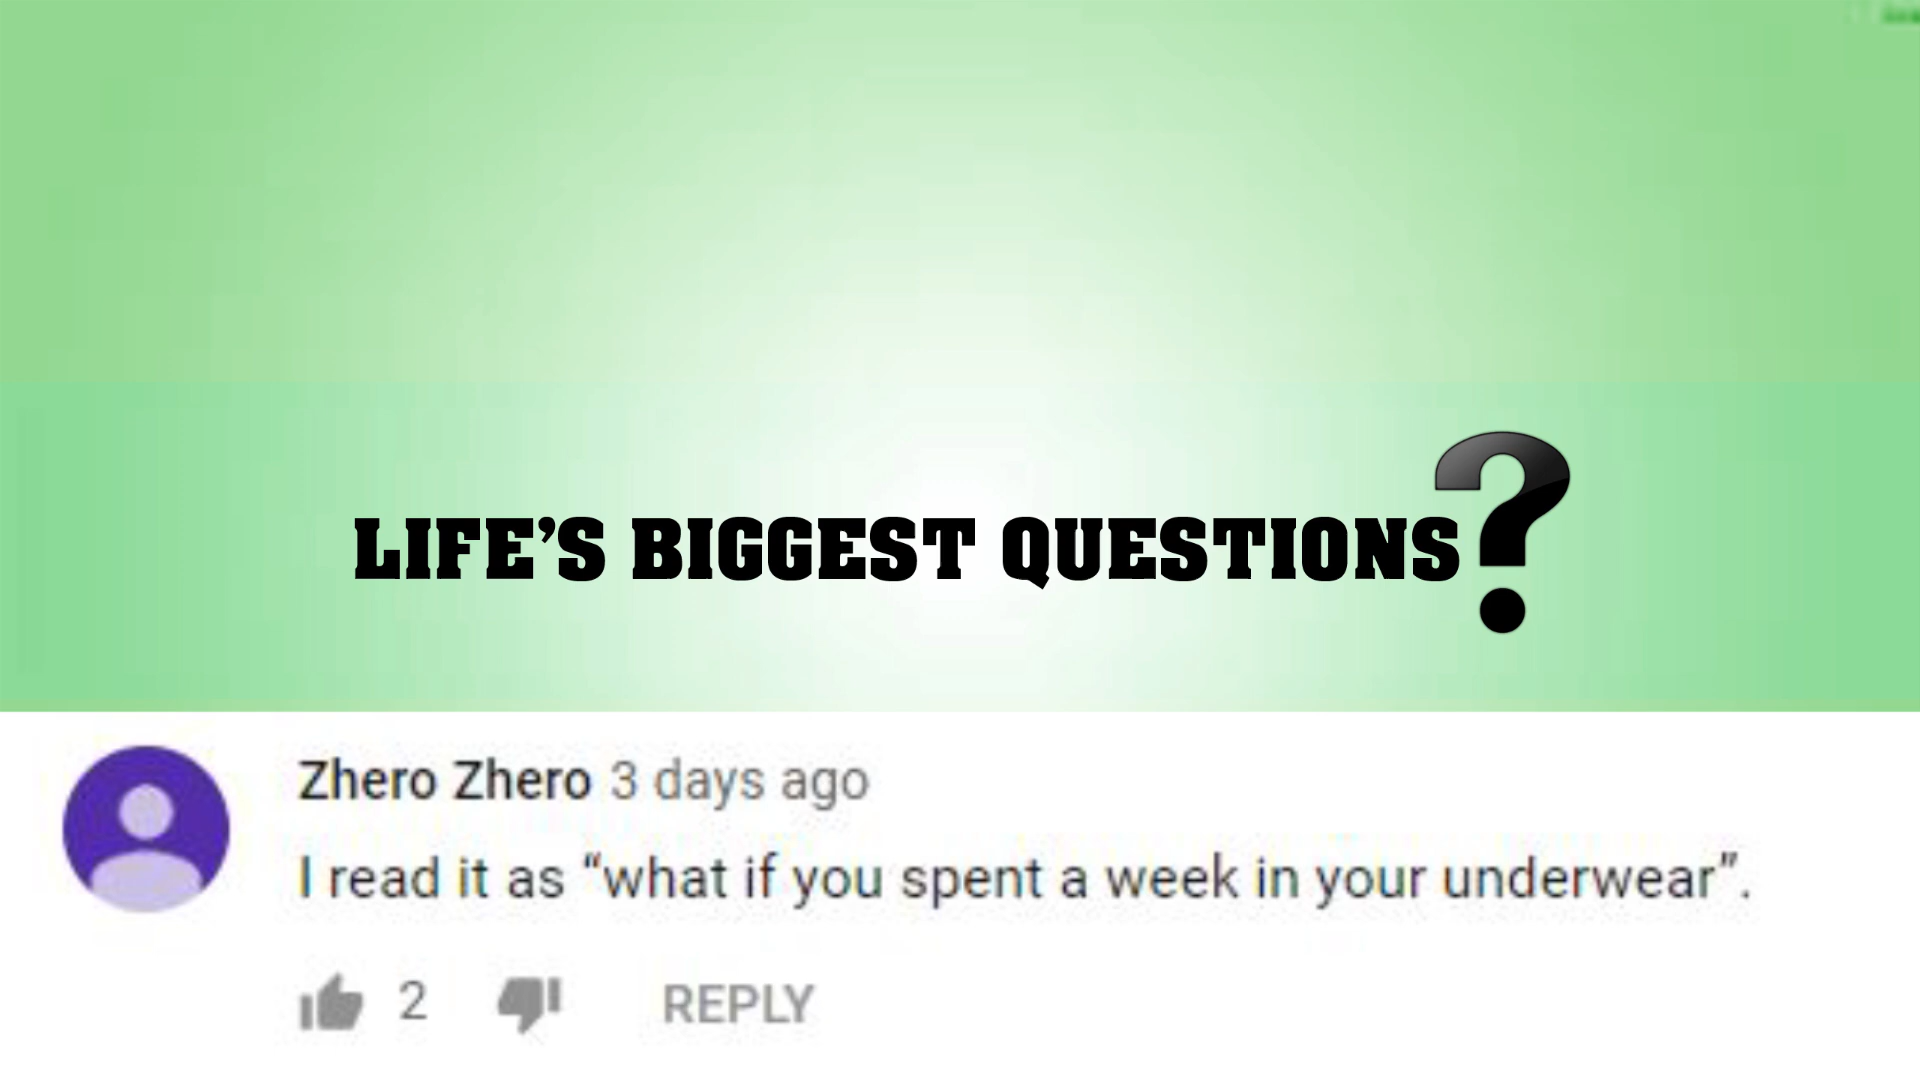 LIFE’S BIGGEST QUESTIONS?
Zhero Zhero 3 days ago
I read it as “what if you spent a week in your underwear”.
2 REPLY